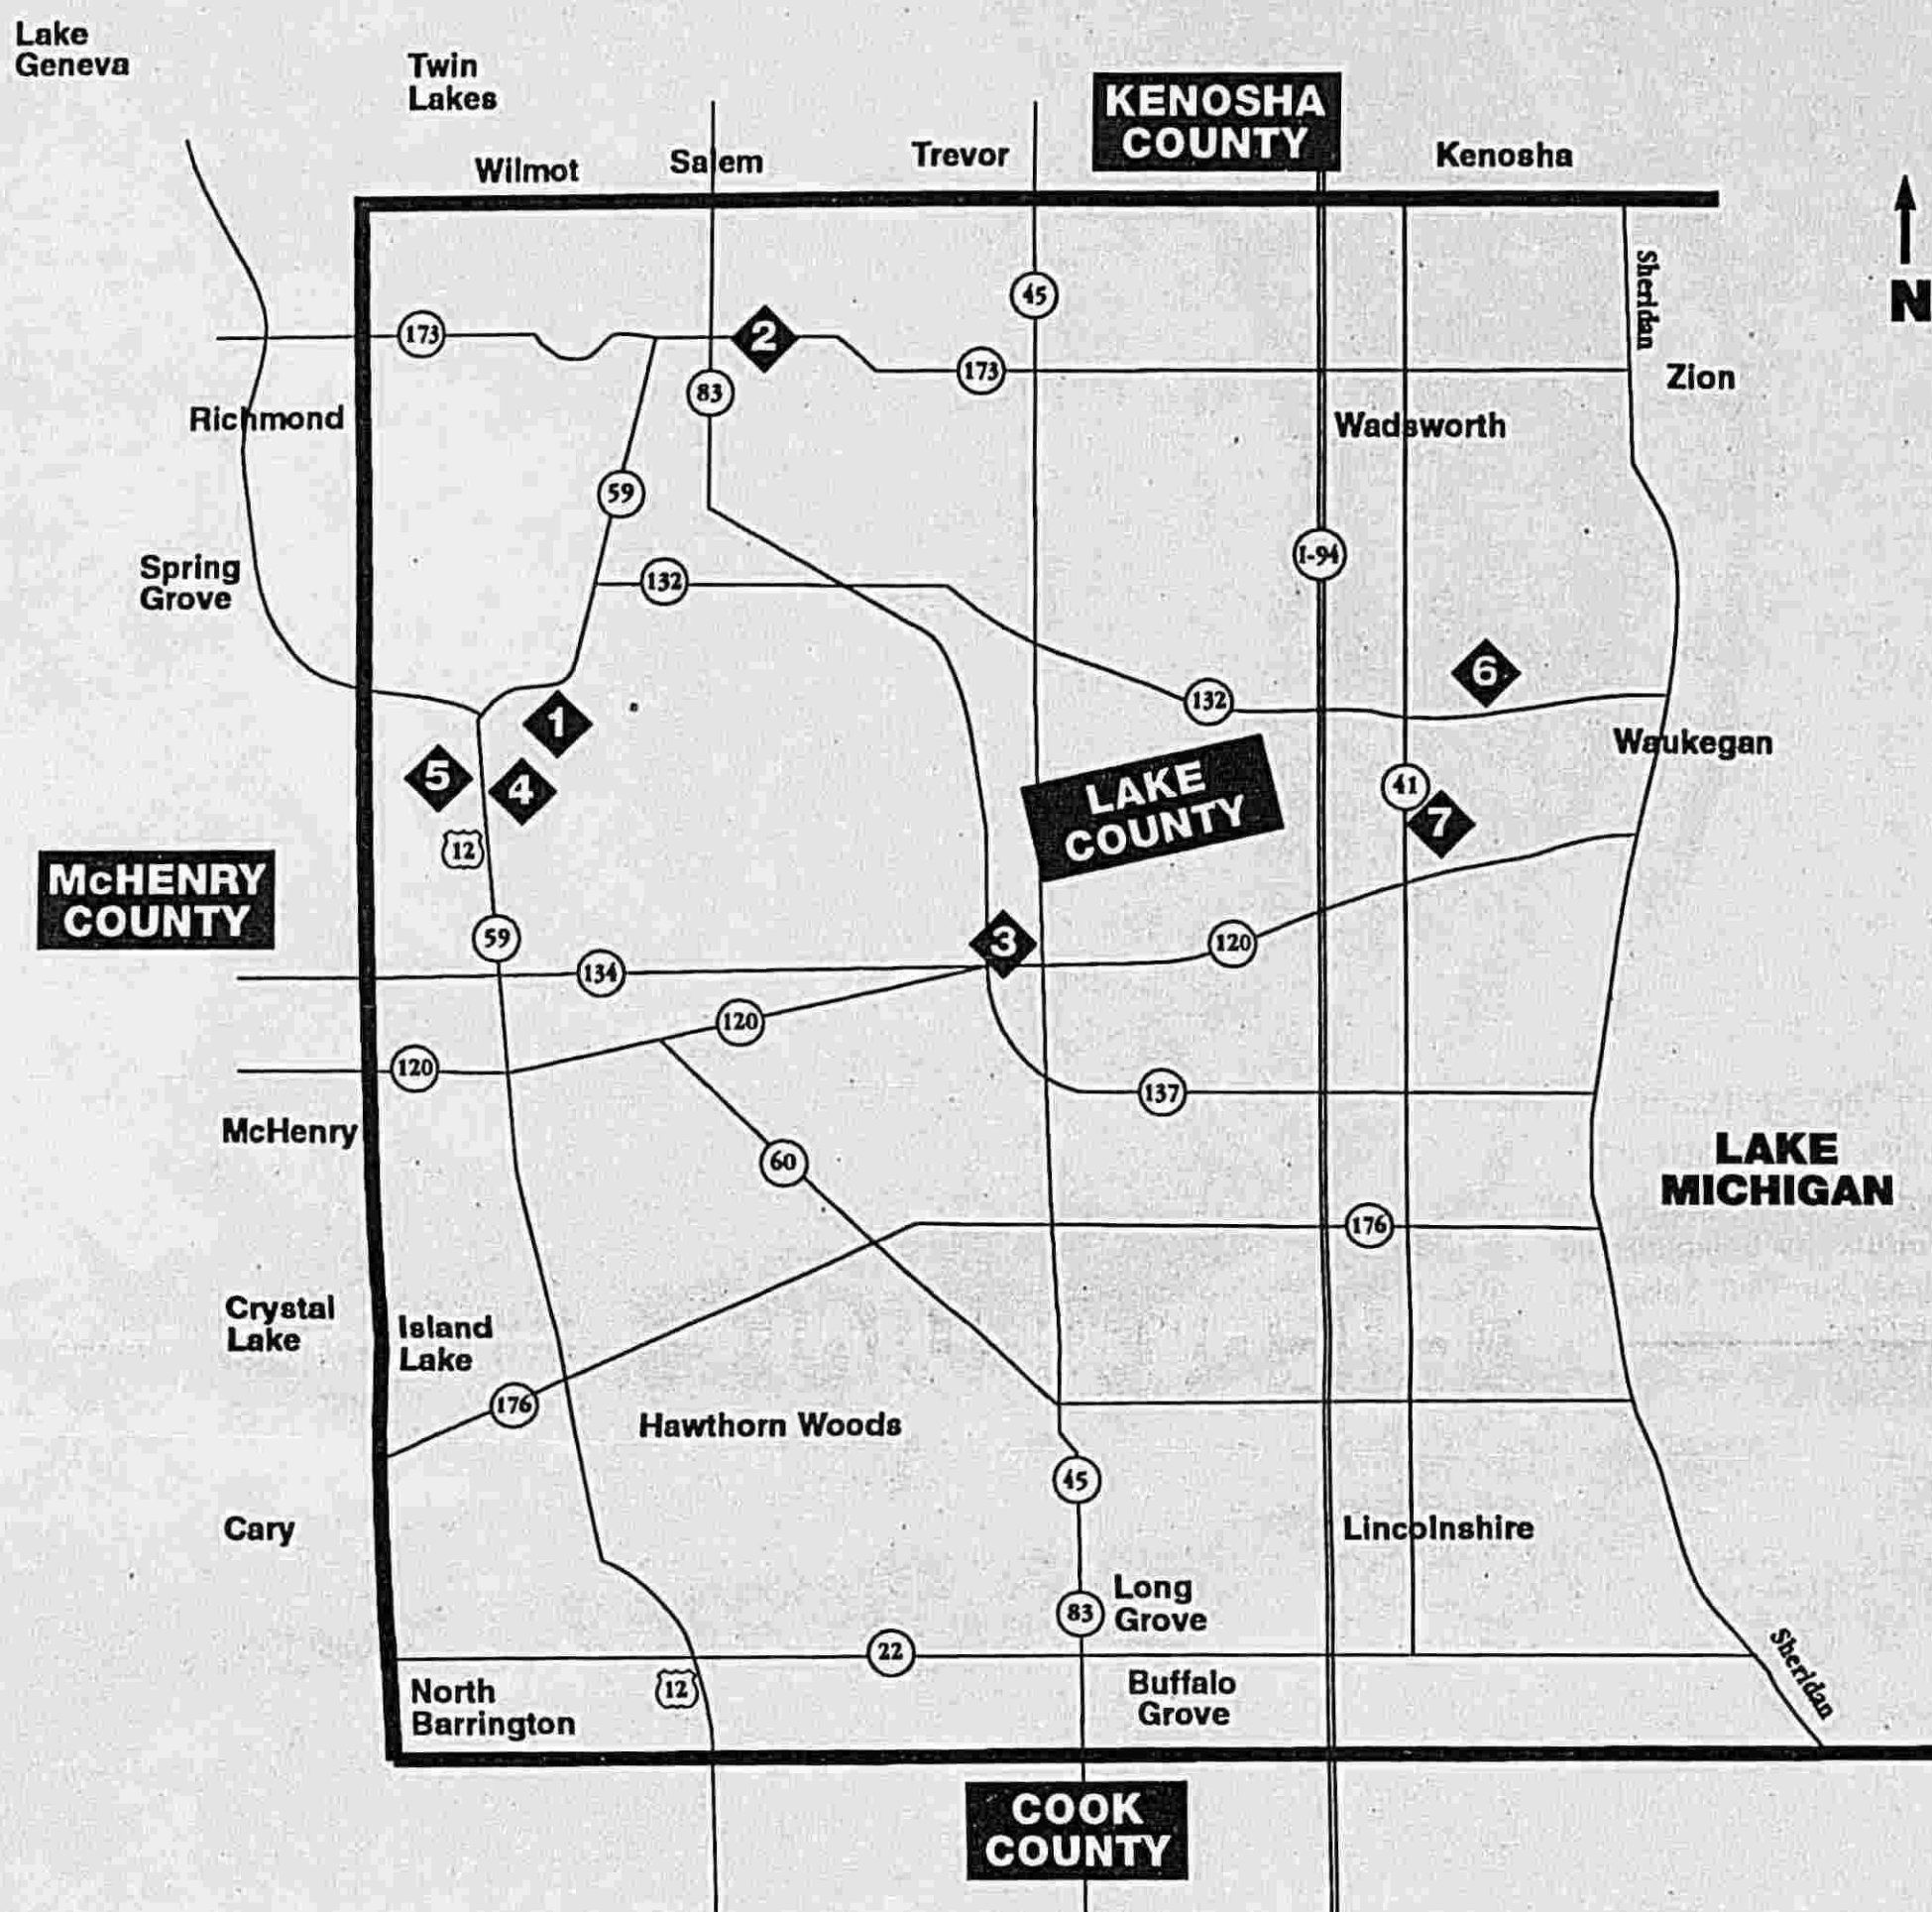 Lake
Geneva
Twin
Lakes
KENOSHA
COUNTY
Wilmot
Salem
Trevor
Kenosha
N
Sheridan
45
173
2
83
173
Zion
Richmond
Wadsworth
59
Spring
Grove
132
I-94
6
132
1
Waukegan
5
4
41
7
LAKE
COUNTY
12
McHENRY
COUNTY
59
3
120
134
120
120
137
McHenry
60
LAKE
MICHIGAN
176
Crystal
Lake
Island
Lake
176
Hawthorn Woods
45
Cary
Lincolnshire
Long
Grove
83
22
Sheridan
12
North
Barrington
Buffalo
Grove
COOK
COUNTY